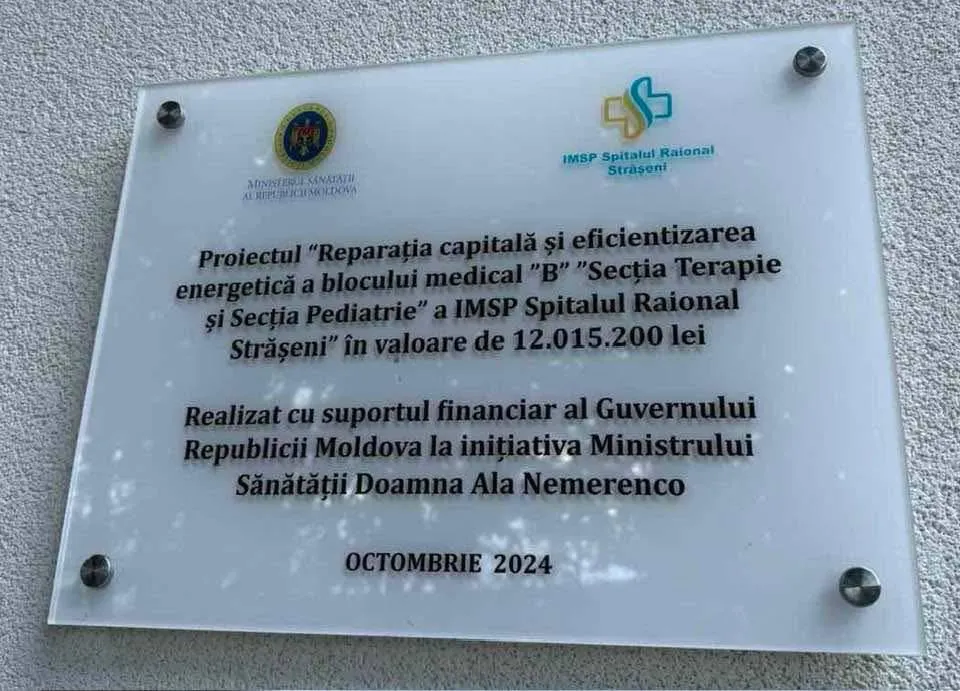 MINISTERUL SĂNĂTĂȚII
AL REPUBLICII MOLDOVA
IMSP Spitalul Raional
Strășeni
Proiectul “Reparația capitală și eficientizarea
energetică a blocului medical ”B” ”Secția Terapie
și Secția Pediatrie” a IMSP Spitalul Raional
Strășeni” în valoare de 12.015.200 lei
Realizat cu suportul financiar al Guvernului
Republicii Moldova la inițiativa Ministrului
Sănătății Doamna Ala Nemerenco
OCTOMBRIE 2024